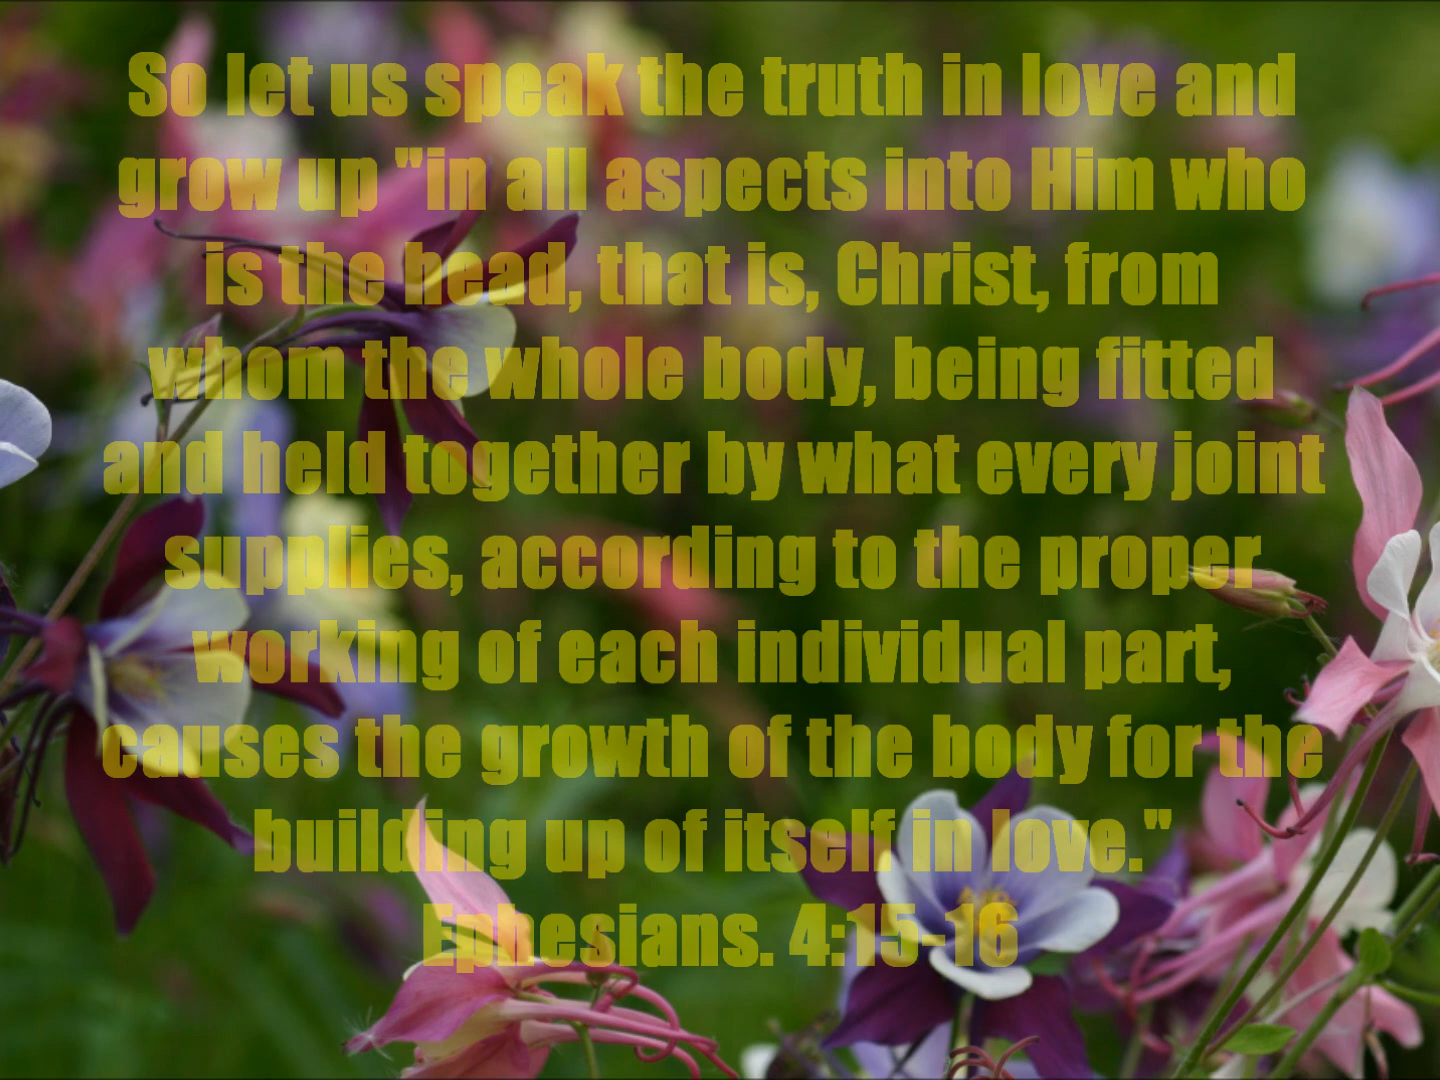 So let us speak the truth in love and
grow up "in all aspects into Him who
is the head, that is, Christ, from
whom the whole body, being fitted
and held together by what every joint
supplies, according to the proper
working of each individual part,
causes the growth of the body for the
building up of itself in love."
Ephesians. 4:15-16